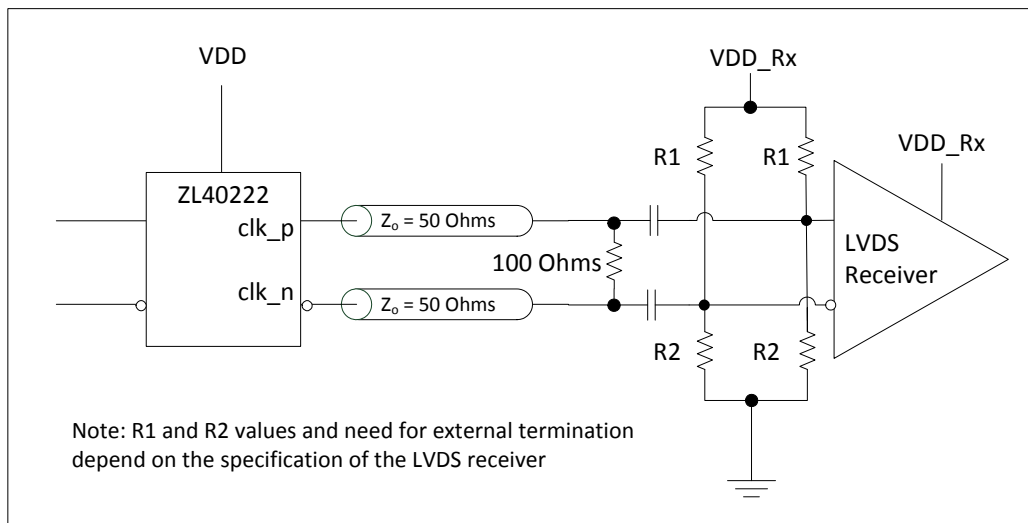 VDD
VDD_Rx
VDD_Rx
R1
R1
ZL40222
clk_p
Zo = 50 Ohms
LVDS
Receiver
100 Ohms
clk_n
Zo = 50 Ohms
R2
R2
Note: R1 and R2 values and need for external termination
depend on the specification of the LVDS receiver